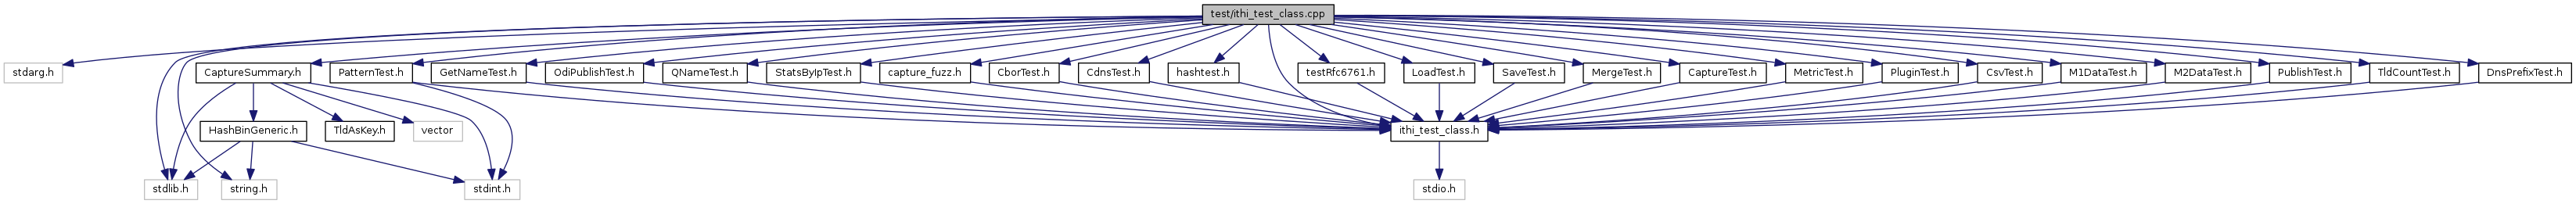 test/ithi_test_class.cpp
stdarg.h
CaptureSummary.h
PatternTest.h
GetNameTest.h
OdiPublishTest.h
QNameTest.h
StatsByIpTest.h
capture_fuzz.h
CborTest.h
CdnsTest.h
hashtest.h
testRfc6761.h
LoadTest.h
SaveTest.h
MergeTest.h
CaptureTest.h
MetricTest.h
PluginTest.h
CsvTest.h
M1DataTest.h
M2DataTest.h
PublishTest.h
TldCountTest.h
DnsPrefixTest.h
HashBinGeneric.h
TldAsKey.h
vector
ithi_test_class.h
stdlib.h
string.h
stdint.h
stdio.h